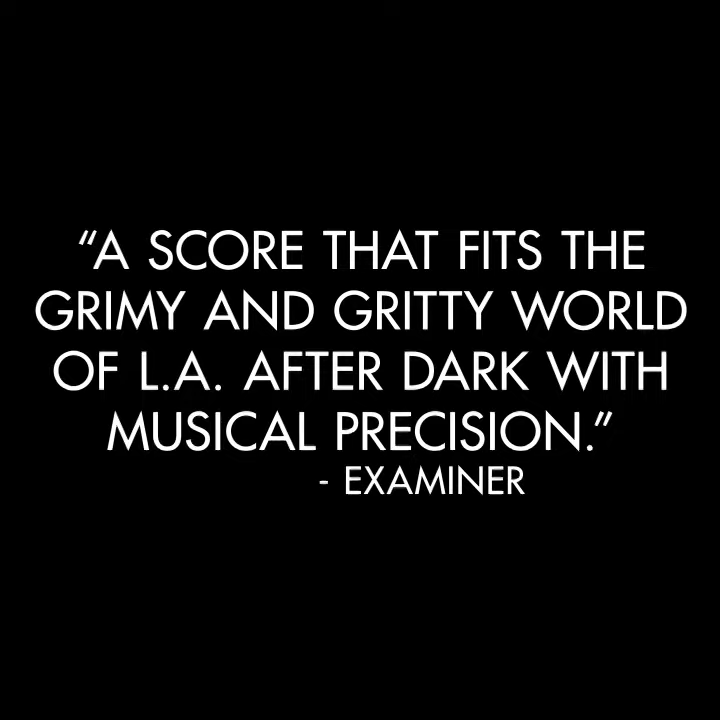 “A SCORE THAT FITS THE
GRIMY AND GRITTY WORLD
OF L.A. AFTER DARK WITH
MUSICAL PRECISION.”
- EXAMINER